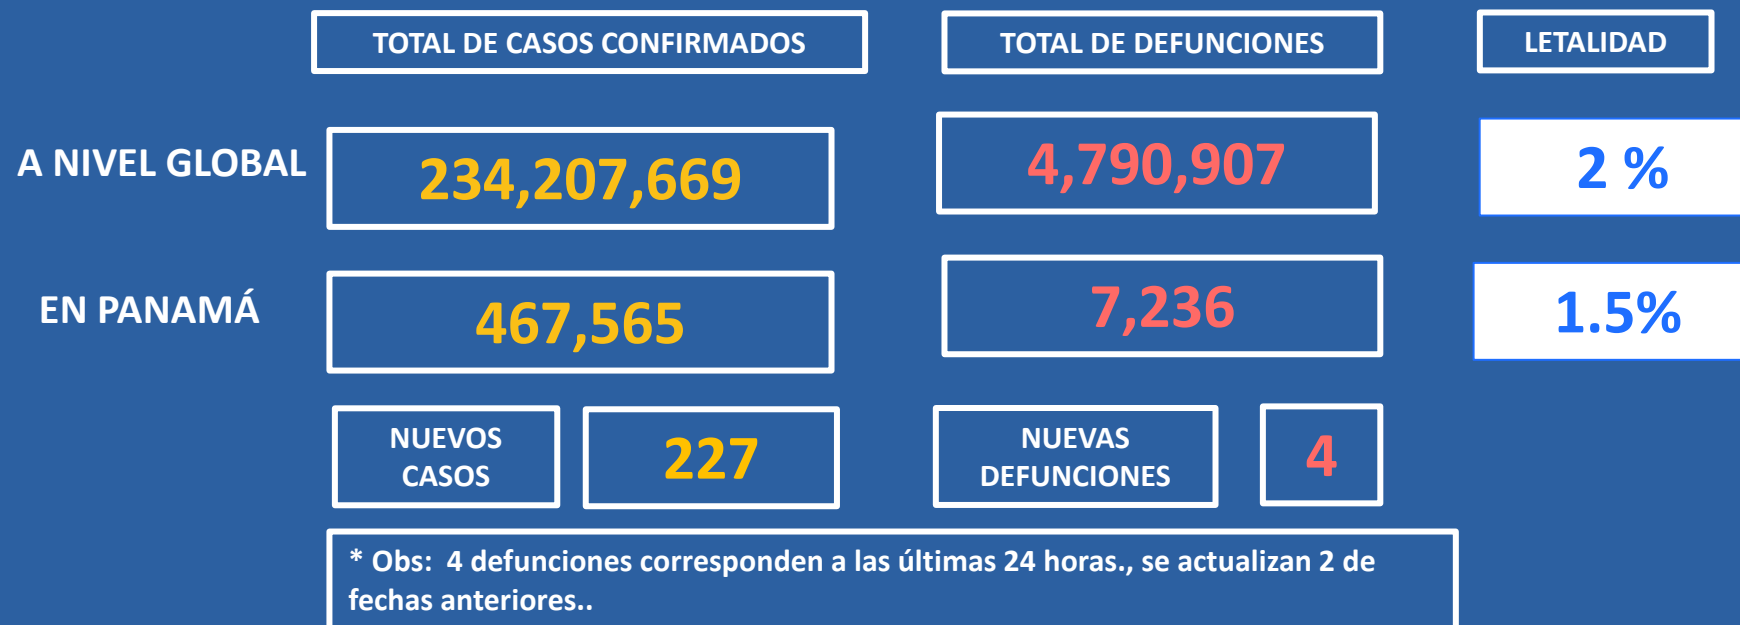 TOTAL DE CASOS CONFIRMADOS
TOTAL DE DEFUNCIONES
LETALIDAD
A NIVEL GLOBAL
234,207,669
4,790,907
2 %
EN PANAMÁ
467,565
7,236
1.5%
NUEVOS
CASOS
227
NUEVAS
DEFUNCIONES
4
* Obs: 4 defunciones corresponden a las últimas 24 horas., se actualizan 2 de
fechas anteriores..